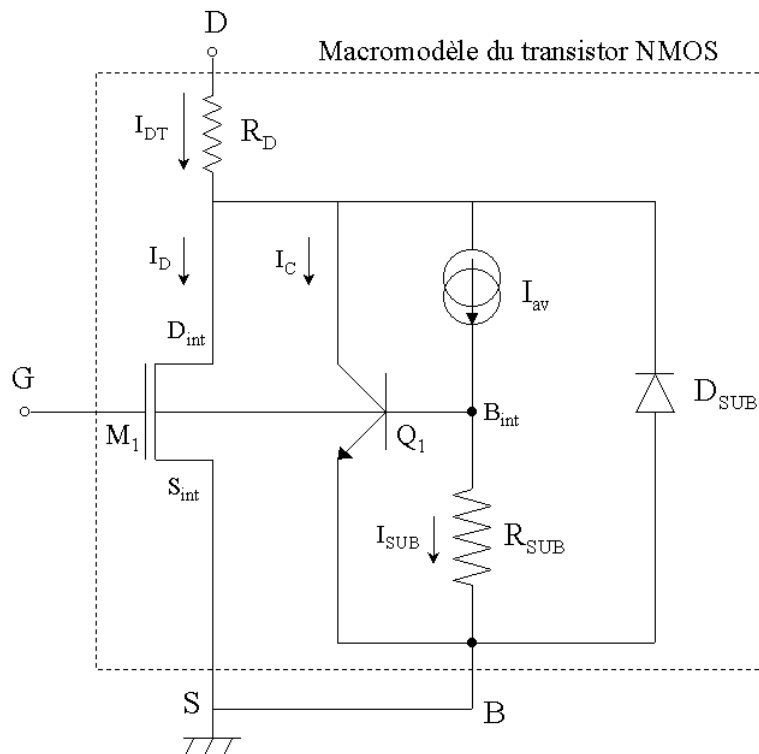 D
Macromodèle du transistor NMOS
I_DT
R_D
I_D
I_C
I_av
D_int
G
D_SUB
B_int
M_1
Q_1
S_int
I_SUB
R_SUB
S
B